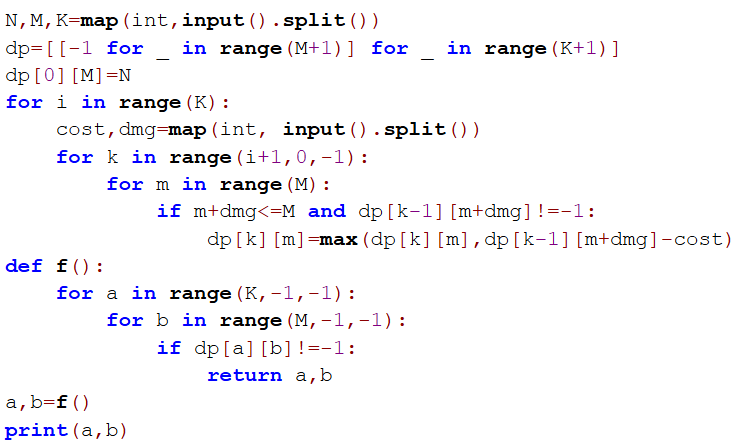 N,M,K=map(int,input().split())
dp=[[-1 for _ in range(M+1)] for _ in range(K+1)]
dp[0][M]=N
for i in range(K):
    cost,dmg=map(int, input().split())
    for k in range(i+1,0,-1):
        for m in range(M):
            if m+dmg<=M and dp[k-1][m+dmg]!=-1:
                dp[k][m]=max(dp[k][m],dp[k-1][m+dmg]-cost)
def f():
    for a in range(K,-1,-1):
        for b in range(M,-1,-1):
            if dp[a][b]!=-1:
                return a,b
a,b=f()
print(a,b)